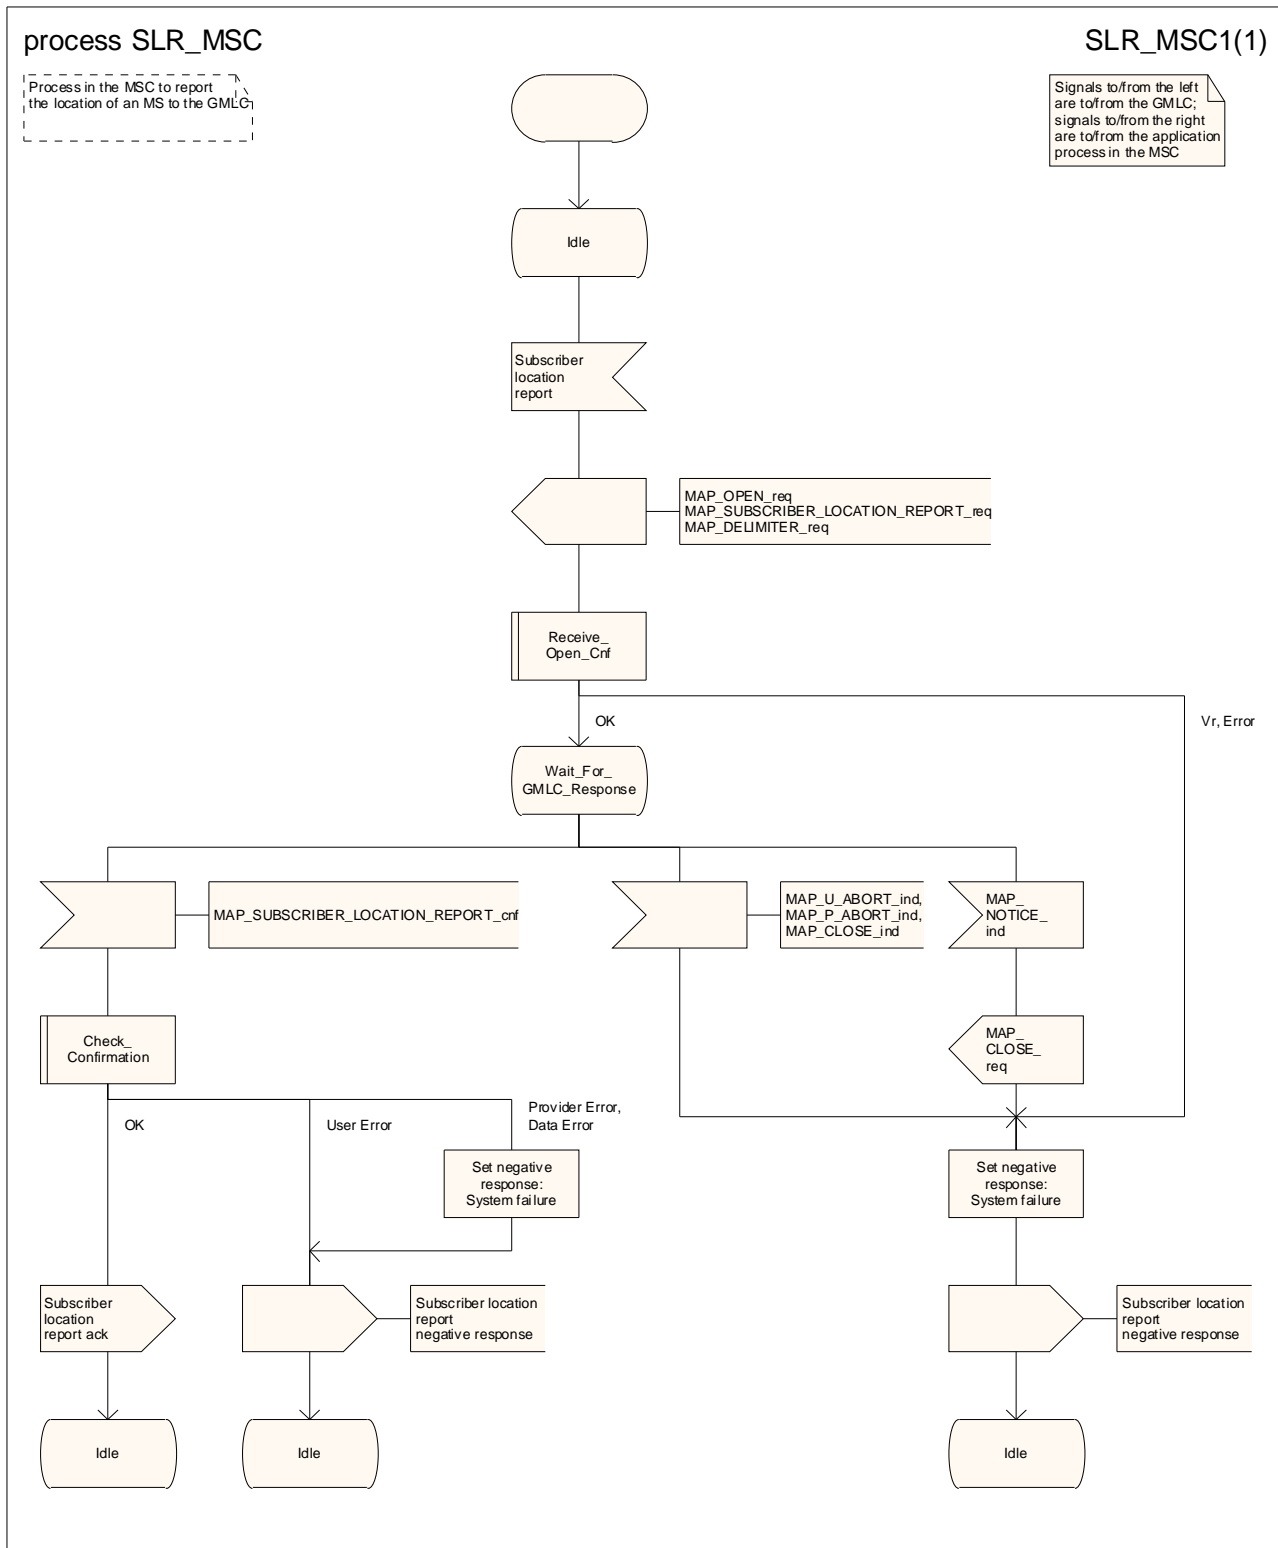 process SLR_MSC
SLR_MSC1(1)
Process in the MSC to report
the location of an MS to the GMLC
Signals to/from the left
are to/from the GMLC;
signals to/from the right
are to/from the application
process in the MSC
Idle
Subscriber
location
report
MAP_OPEN_req
MAP_SUBSCRIBER_LOCATION_REPORT_req
MAP_DELIMITER_req
Receive_
Open_Cnf
OK
Vr, Error
Wait_For_
GMLC_Response
MAP_SUBSCRIBER_LOCATION_REPORT_cnf
MAP_U_ABORT_ind,
MAP_P_ABORT_ind,
MAP_CLOSE_ind
MAP_
NOTICE_
ind
Check_
Confirmation
MAP_
CLOSE_
req
OK
User Error
Provider Error,
Data Error
Set negative
response:
System failure
Set negative
response:
System failure
Subscriber
location
report ack
Subscriber location
report
negative response
Subscriber location
report
negative response
Idle
Idle
Idle